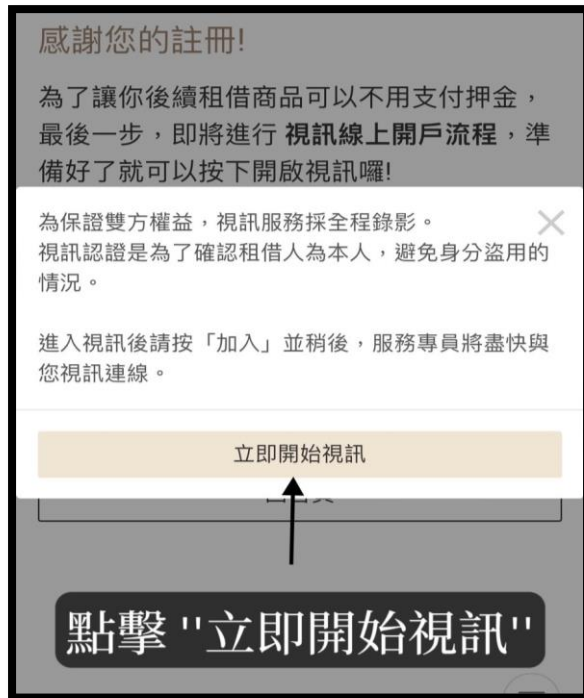 感謝您的註冊!
為了讓你後續租借商品可以不用支付押金，
最後一步，即將進行 視訊線上開戶流程，準
備好了就可以按下開啟視訊囉!
為保證雙方權益，視訊服務採全程錄影。
視訊認證是為了確認租借人為本人，避免身分盜用的
情況。
進入視訊後請按「加入」並稍後，服務專員將盡快與
您視訊連線。
立即開始視訊
點擊 "立即開始視訊"